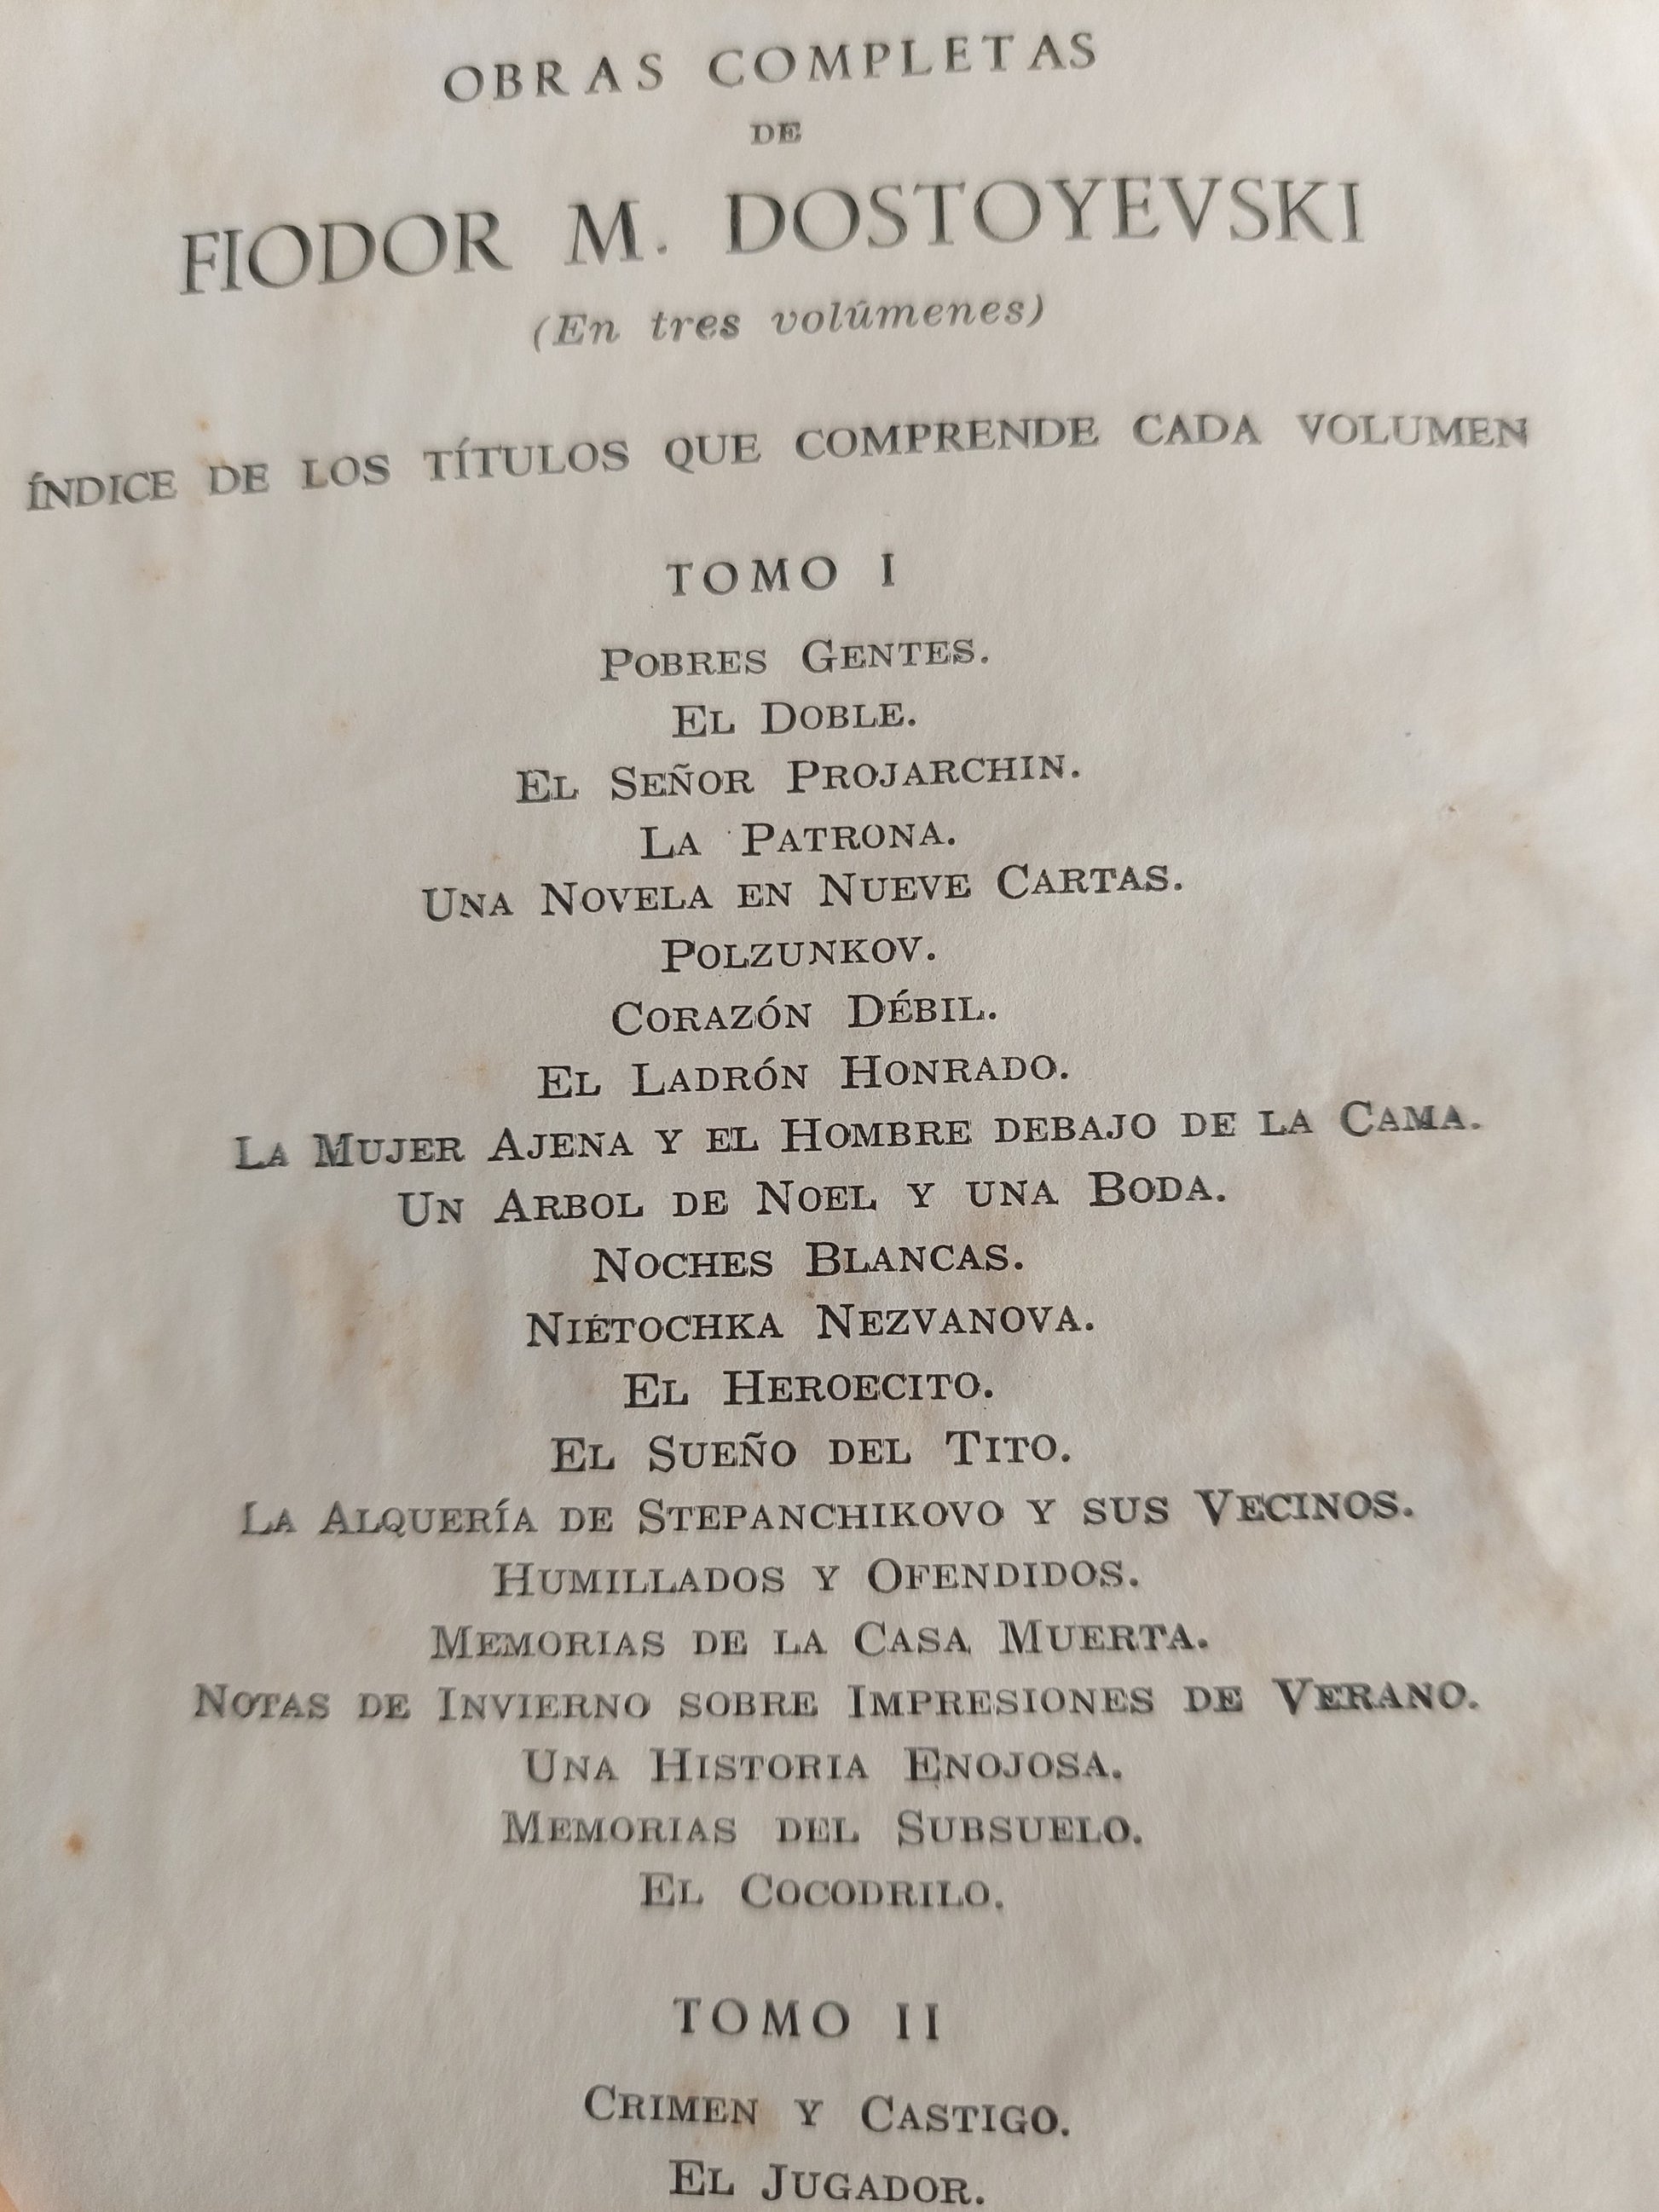 OBRAS COMPLETAS
DE
FIODOR M. DOSTOYEVSKI
(En tres volúmenes)
ÍNDICE DE LOS TÍTULOS QUE COMPRENDE CADA VOLUMEN
TOMO I
POBRES GENTES.
EL DOBLE.
EL SEÑOR PROJARCHIN.
LA PATRONA.
UNA NOVELA EN NUEVE CARTAS.
POLZUNKOV.
CORAZÓN DÉBIL.
EL LADRÓN HONRADO.
LA MUJER AJENA Y EL HOMBRE DEBAJO DE LA CAMA.
UN ARBOL DE NOEL Y UNA BODA.
NOCHES BLANCAS.
NIÉTOCHKA NEZVANOVA.
EL HEROECITO.
EL SUEÑO DEL TITO.
LA ALQUERÍA DE STEPANCHIKOVO Y SUS VECINOS.
HUMILLADOS Y OFENDIDOS.
MEMORIAS DE LA CASA MUERTA.
NOTAS DE INVIERNO SOBRE IMPRESIONES DE VERANO.
UNA HISTORIA ENOJOSA.
MEMORIAS DEL SUBSUELO.
EL COCODRILO.
TOMO II
CRIMEN Y CASTIGO.
EL JUGADOR.